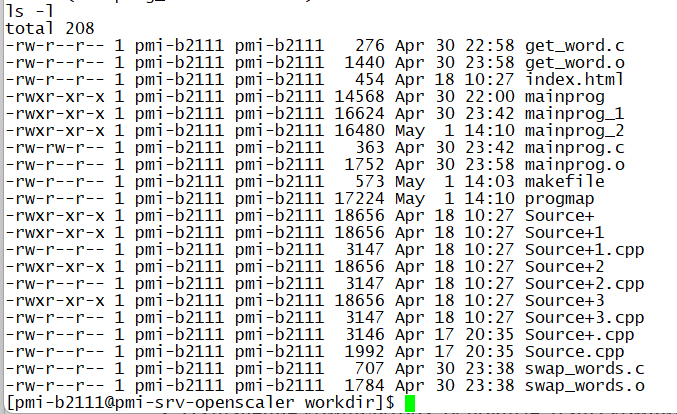 ls -l
total 208
-rw-r--r-- 1 pmi-b2111 pmi-b2111   276 Apr 30 22:58 get_word.c
-rw-r--r-- 1 pmi-b2111 pmi-b2111  1440 Apr 30 23:58 get_word.o
-rw-r--r-- 1 pmi-b2111 pmi-b2111   454 Apr 18 10:27 index.html
-rwxr-xr-x 1 pmi-b2111 pmi-b2111 14568 Apr 30 22:00 mainprog
-rwxr-xr-x 1 pmi-b2111 pmi-b2111 16624 Apr 30 23:42 mainprog_1
-rwxr-xr-x 1 pmi-b2111 pmi-b2111 16480 May  1 14:10 mainprog_2
-rw-rw-r-- 1 pmi-b2111 pmi-b2111   363 Apr 30 23:42 mainprog.c
-rw-r--r-- 1 pmi-b2111 pmi-b2111  1752 Apr 30 23:58 mainprog.o
-rw-r--r-- 1 pmi-b2111 pmi-b2111   573 May  1 14:03 makefile
-rw-r--r-- 1 pmi-b2111 pmi-b2111 17224 May  1 14:10 progmap
-rwxr-xr-x 1 pmi-b2111 pmi-b2111 18656 Apr 18 10:27 Source+
-rwxr-xr-x 1 pmi-b2111 pmi-b2111 18656 Apr 18 10:27 Source+1
-rw-r--r-- 1 pmi-b2111 pmi-b2111  3147 Apr 18 10:27 Source+1.cpp
-rwxr-xr-x 1 pmi-b2111 pmi-b2111 18656 Apr 18 10:27 Source+2
-rw-r--r-- 1 pmi-b2111 pmi-b2111  3147 Apr 18 10:27 Source+2.cpp
-rwxr-xr-x 1 pmi-b2111 pmi-b2111 18656 Apr 18 10:27 Source+3
-rw-r--r-- 1 pmi-b2111 pmi-b2111  3147 Apr 18 10:27 Source+3.cpp
-rw-r--r-- 1 pmi-b2111 pmi-b2111  3146 Apr 17 20:35 Source+.cpp
-rw-r--r-- 1 pmi-b2111 pmi-b2111  1992 Apr 17 20:35 Source.cpp
-rw-r--r-- 1 pmi-b2111 pmi-b2111   707 Apr 30 23:38 swap_words.c
-rw-r--r-- 1 pmi-b2111 pmi-b2111  1784 Apr 30 23:38 swap_words.o
[pmi-b2111@pmi-srv-openscaler workdir]$